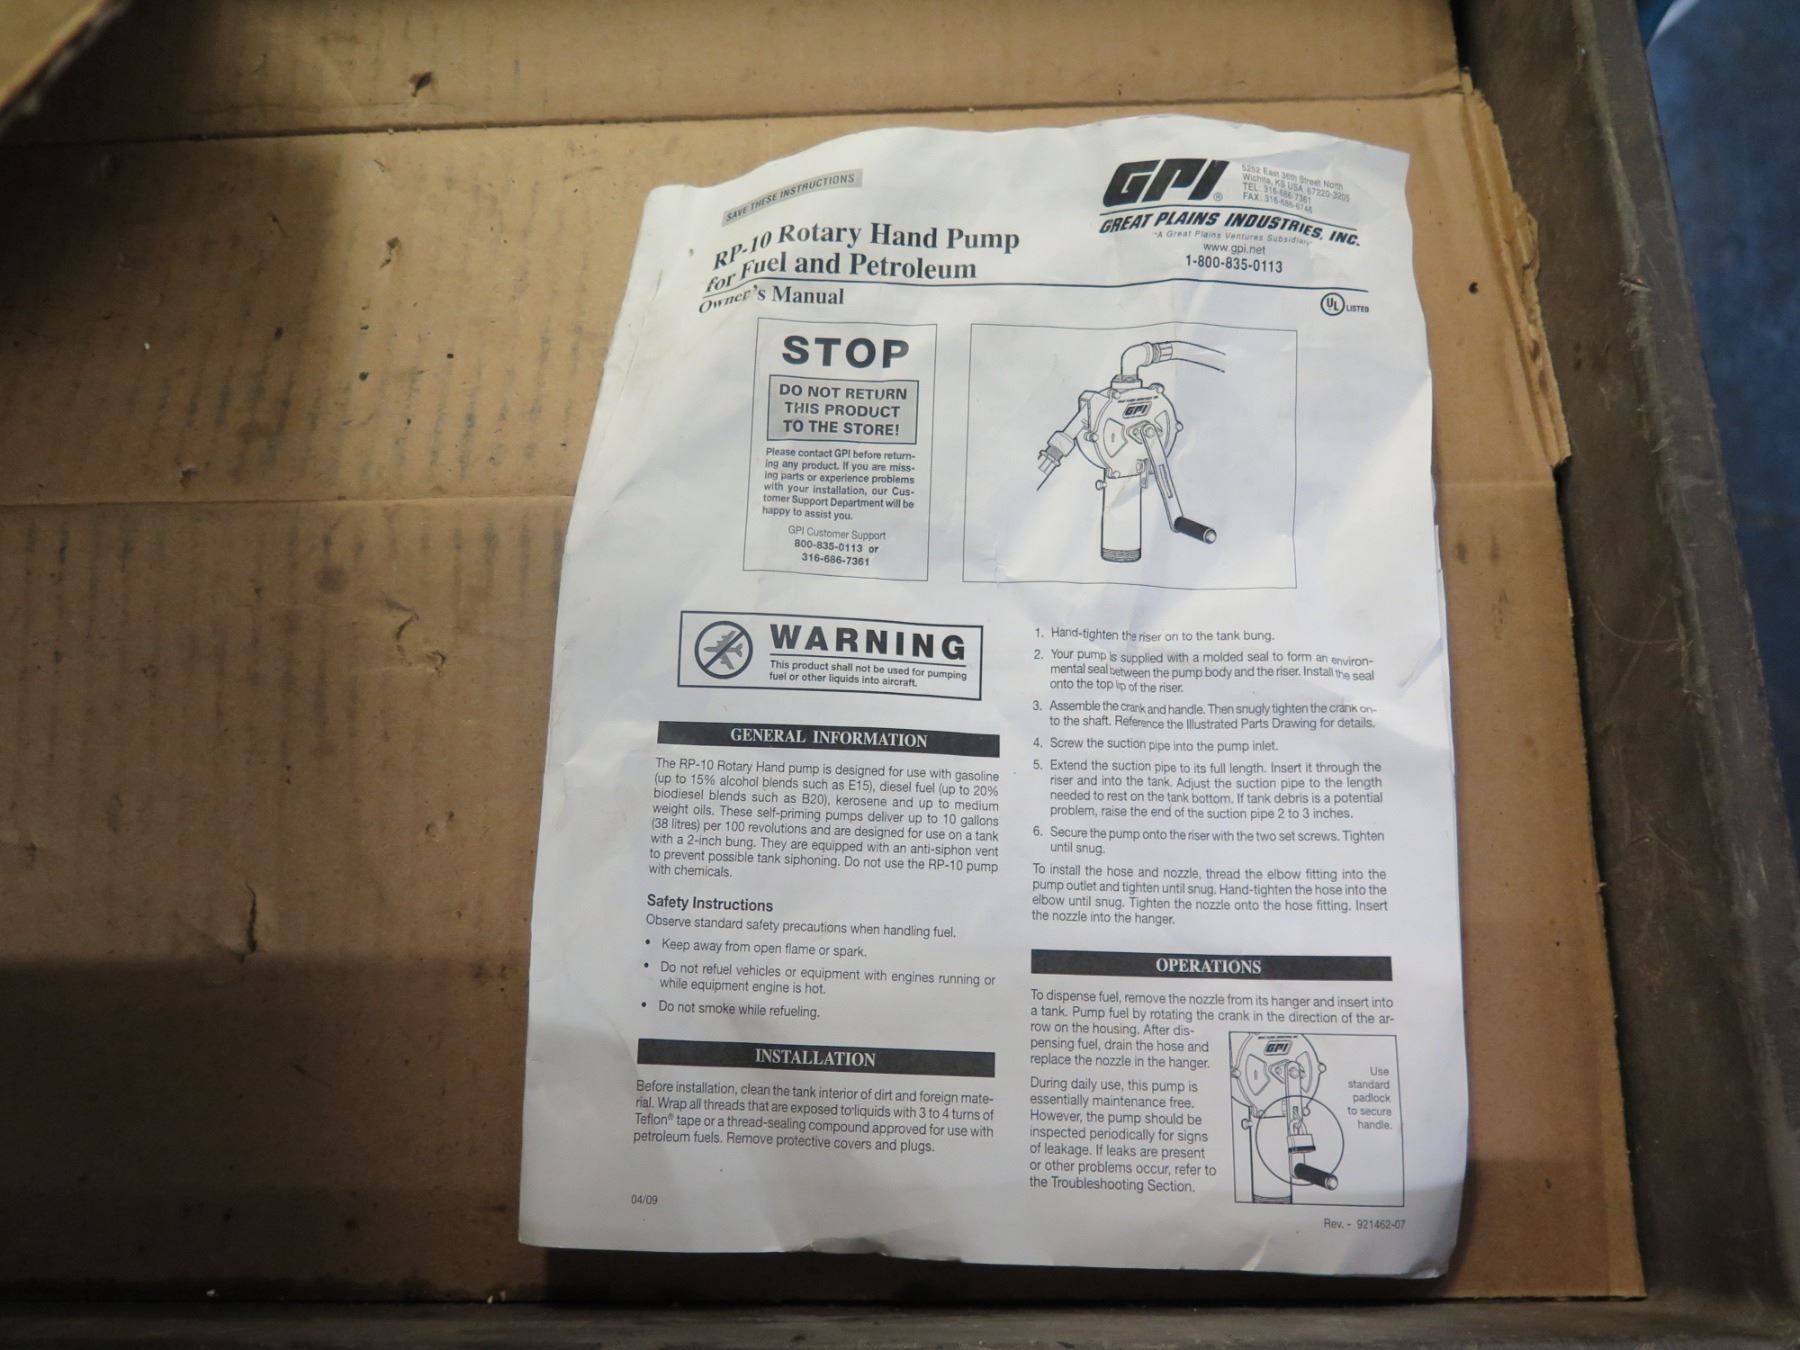 SAVE THESE INSTRUCTIONS
RP-10 Rotary Hand Pump
for Fuel and Petroleum
Owner's Manual
GPI®
5252 East 36th Street North
Wichita, KS USA 67220-3205
TEL: 316-686-7361
FAX: 316-686-6746
GREAT PLAINS INDUSTRIES, INC.
"A Great Plains Ventures Subsidiary"
www.gpi.net
1-800-835-0113
UL LISTED
STOP
DO NOT RETURN
THIS PRODUCT
TO THE STORE!
Please contact GPI before return-
ing any product. If you are miss-
ing parts or experience problems
with your installation, our Cus-
tomer Support Department will be
happy to assist you.
GPI Customer Support
800-835-0113 or
316-686-7361
GPI
WARNING
This product shall not be used for pumping
fuel or other liquids into aircraft.
GENERAL INFORMATION
The RP-10 Rotary Hand pump is designed for use with gasoline
(up to 15% alcohol blends such as E15), diesel fuel (up to 20%
biodiesel blends such as B20), kerosene and up to medium
weight oils. These self-priming pumps deliver up to 10 gallons
(38 litres) per 100 revolutions and are designed for use on a tank
with a 2-inch bung. They are equipped with an anti-siphon vent
to prevent possible tank siphoning. Do not use the RP-10 pump
with chemicals.
Safety Instructions
Observe standard safety precautions when handling fuel.
• Keep away from open flame or spark.
• Do not refuel vehicles or equipment with engines running or
while equipment engine is hot.
• Do not smoke while refueling.
INSTALLATION
Before installation, clean the tank interior of dirt and foreign mate-
rial. Wrap all threads that are exposed to liquids with 3 to 4 turns of
Teflon® tape or a thread-sealing compound approved for use with
petroleum fuels. Remove protective covers and plugs.
04/09
1. Hand-tighten the riser on to the tank bung.
2. Your pump is supplied with a molded seal to form an environ-
mental seal between the pump body and the riser. Install the seal
onto the top lip of the riser.
3. Assemble the crank and handle. Then snugly tighten the crank on-
to the shaft. Reference the Illustrated Parts Drawing for details.
4. Screw the suction pipe into the pump inlet.
5. Extend the suction pipe to its full length. Insert it through the
riser and into the tank. Adjust the suction pipe to the length
needed to rest on the tank bottom. If tank debris is a potential
problem, raise the end of the suction pipe 2 to 3 inches.
6. Secure the pump onto the riser with the two set screws. Tighten
until snug.
To install the hose and nozzle, thread the elbow fitting into the
pump outlet and tighten until snug. Hand-tighten the hose into the
elbow until snug. Tighten the nozzle onto the hose fitting. Insert
the nozzle into the hanger.
OPERATIONS
To dispense fuel, remove the nozzle from its hanger and insert into
a tank. Pump fuel by rotating the crank in the direction of the ar-
row on the housing. After dis-
pensing fuel, drain the hose and
replace the nozzle in the hanger.
During daily use, this pump is
essentially maintenance free.
However, the pump should be
inspected periodically for signs
of leakage. If leaks are present
or other problems occur, refer to
the Troubleshooting Section.
GPI
Use
standard
padlock
to secure
handle.
Rev. - 921462-07